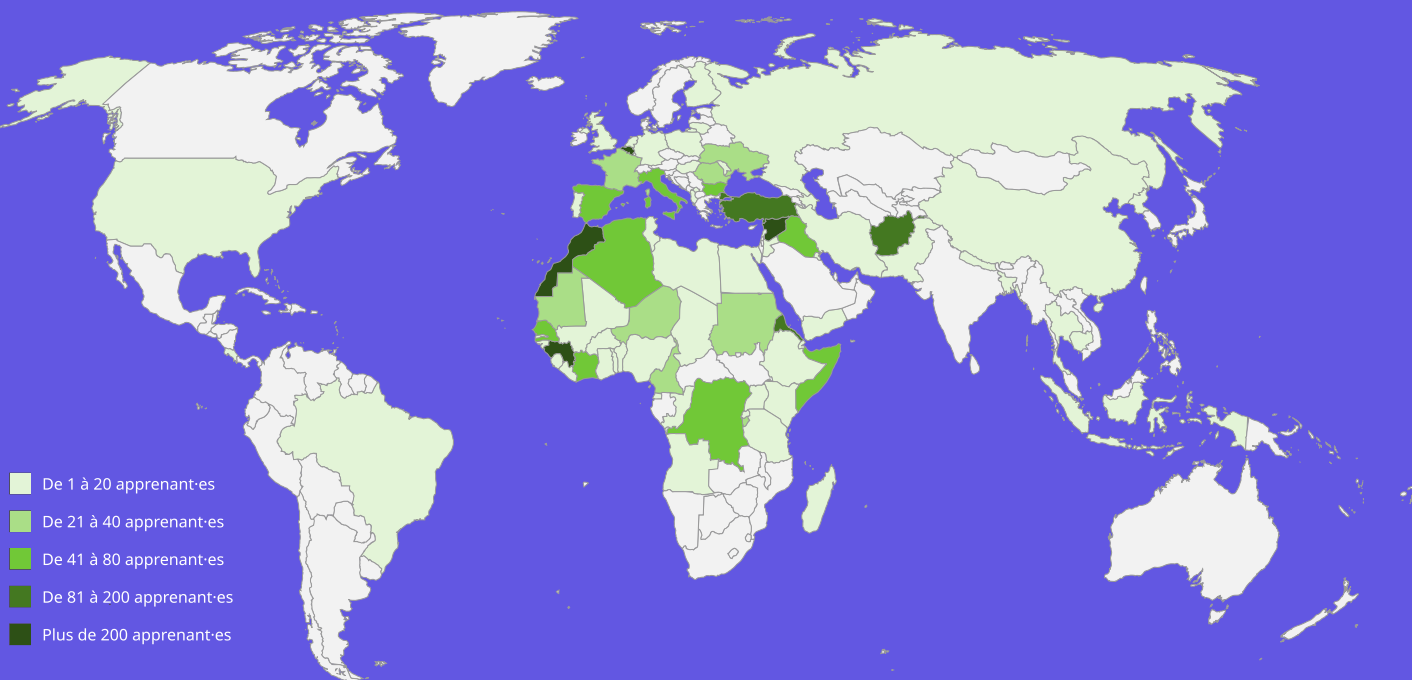 De 1 à 20 apprenant·es
De 21 à 40 apprenant·es
De 41 à 80 apprenant·es
De 81 à 200 apprenant·es
Plus de 200 apprenant·es